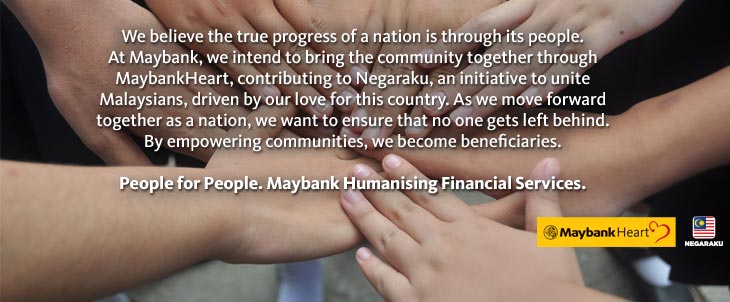 We believe the true progress of a nation is through its people.
At Maybank, we intend to bring the community together through
MaybankHeart, contributing to Negaraku, an initiative to unite
Malaysians, driven by our love for this country. As we move forward
together as a nation, we want to ensure that no one gets left behind.
By empowering communities, we become beneficiaries.
People for People. Maybank Humanising Financial Services.
Maybank Heart
NEGARAKU